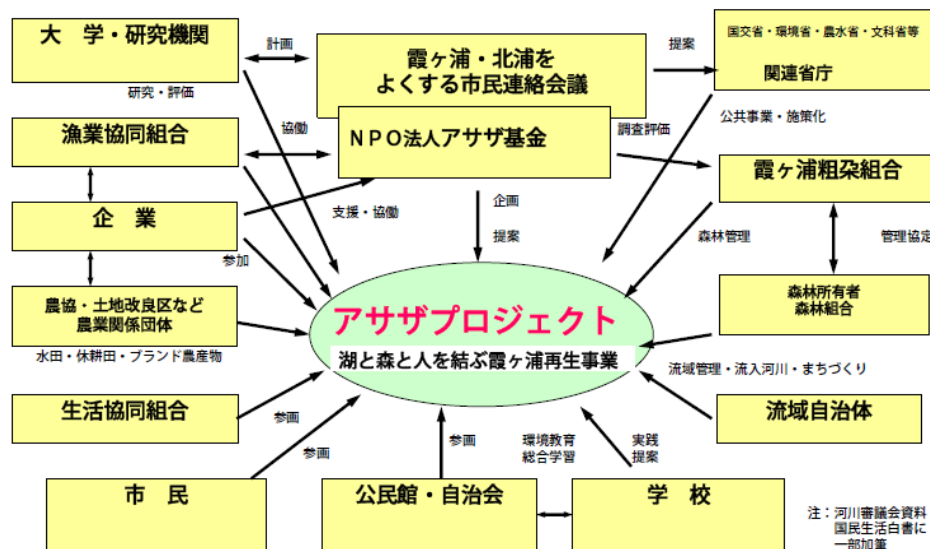 大　学・研究機関
計画
霞ヶ浦・北浦を
よくする市民連絡会議
提案
国交省・環境省・農水省・文科省等
関連省庁
研究・評価
漁業協同組合
協働
NPO法人アサザ基金
調査評価
公共事業・施策化
霞ヶ浦粗朶組合
企　業
支援・協働
企画
提案
森林管理
管理協定
参加
農協・土地改良区など
農業関係団体
水田・休耕田・ブランド農産物
アサザプロジェクト
湖と森と人を結ぶ霞ヶ浦再生事業
森林所有者
森林組合
流域管理・流入河川・まちづくり
生活協同組合
参画
流域自治体
参画
参画
環境教育
総合学習
実践
提案
市　民
公民館・自治会
学　校
注：河川審議会資料
国民生活白書に
一部加筆